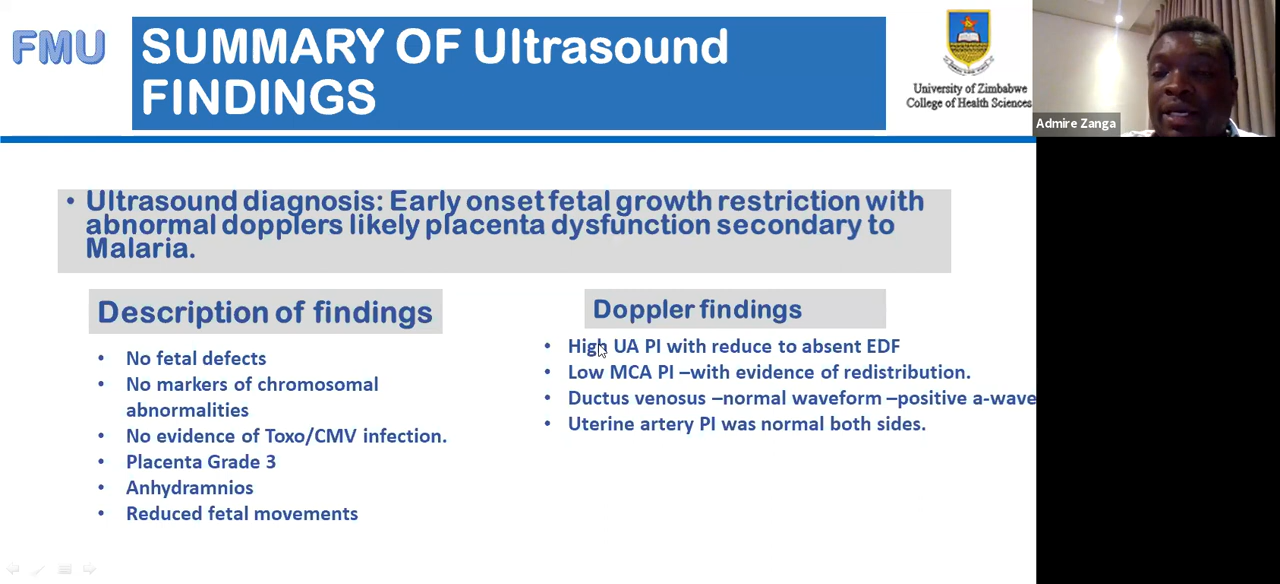 FMU
SUMMARY OF Ultrasound
FINDINGS
University of Zimbabwe
College of Health Sciences
Admire Zanga
• Ultrasound diagnosis: Early onset fetal growth restriction with
abnormal dopplers likely placenta dysfunction secondary to
Malaria.
Description of findings
• No fetal defects
• No markers of chromosomal
abnormalities
• No evidence of Toxo/CMV infection.
• Placenta Grade 3
• Anhydramnios
• Reduced fetal movements
Doppler findings
• High UA PI with reduce to absent EDF
• Low MCA PI –with evidence of redistribution.
• Ductus venosus –normal waveform –positive a-wave
• Uterine artery PI was normal both sides.